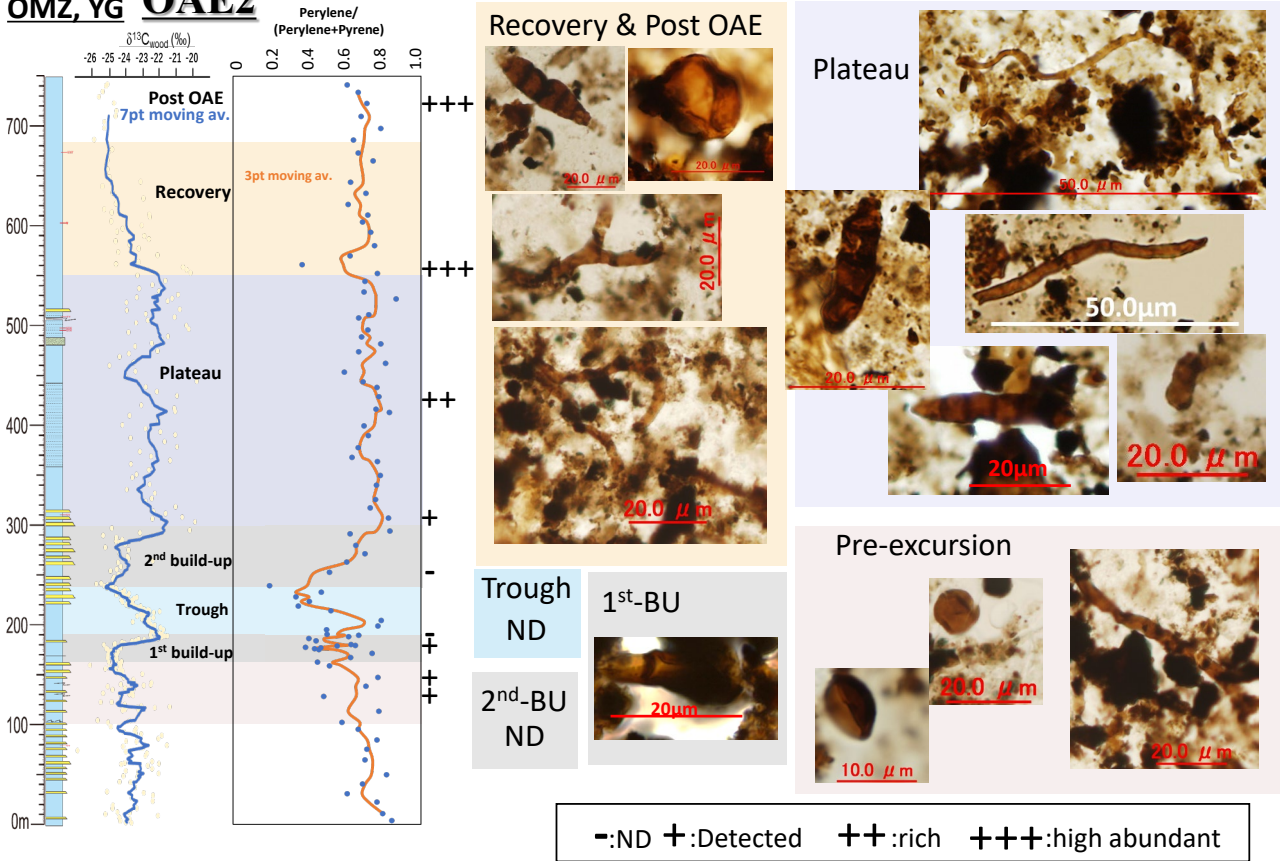 OMZ, YG OAE2
δ13Cwood (‰)
-26 -25 -24 -23 -22 -21 -20
Perylene/
(Perylene+Pyrene)
0 0.2 0.4 0.6 0.8 1.0
Post OAE
7pt moving av.
+++
700
Recovery
3pt moving av.
600
+++
500
Plateau
++
400
300
+
2nd build-up
-
Trough
200
-
+
1st build-up
+
+
100
0m
Recovery & Post OAE
20.0 μm
20.0 μm
20.0 μm
20.0 μm
Plateau
50.0 μm
20.0 μm
50.0μm
20μm
20.0 μm
Trough
ND
1st-BU
20μm
2nd-BU
ND
Pre-excursion
20.0 μm
10.0 μm
20.0 μm
-:ND +:Detected ++:rich +++:high abundant